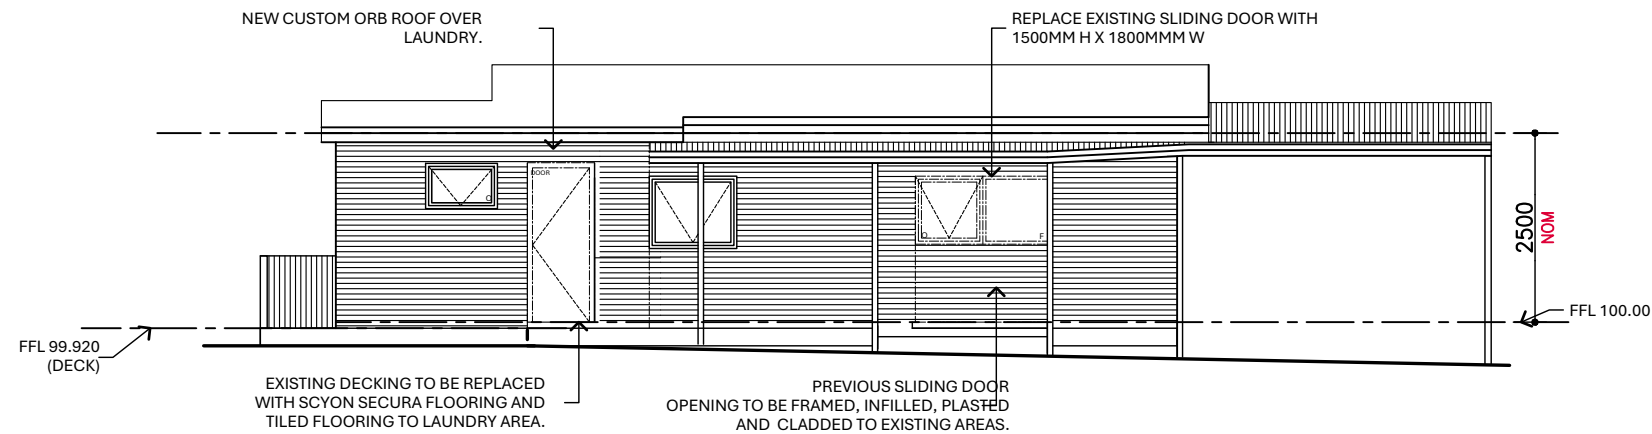 NEW CUSTOM ORB ROOF OVER
LAUNDRY.
REPLACE EXISTING SLIDING DOOR WITH
1500MM H X 1800MMM W
DOOR
O
O
F
2500
NOM
FFL 100.00
FFL 99.920
(DECK)
EXISTING DECKING TO BE REPLACED
WITH SCYON SECURA FLOORING AND
TILED FLOORING TO LAUNDRY AREA.
PREVIOUS SLIDING DOOR
OPENING TO BE FRAMED, INFILLED, PLASTED
AND CLADDED TO EXISTING AREAS.